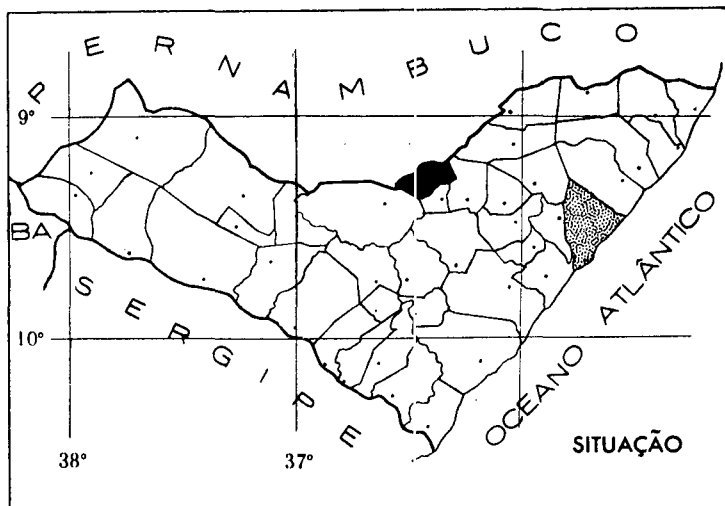 PERNAMBUCO
9°
BA
SERGIPE
10°
OCEANO ATLÂNTICO
SITUAÇÃO
38°
37°